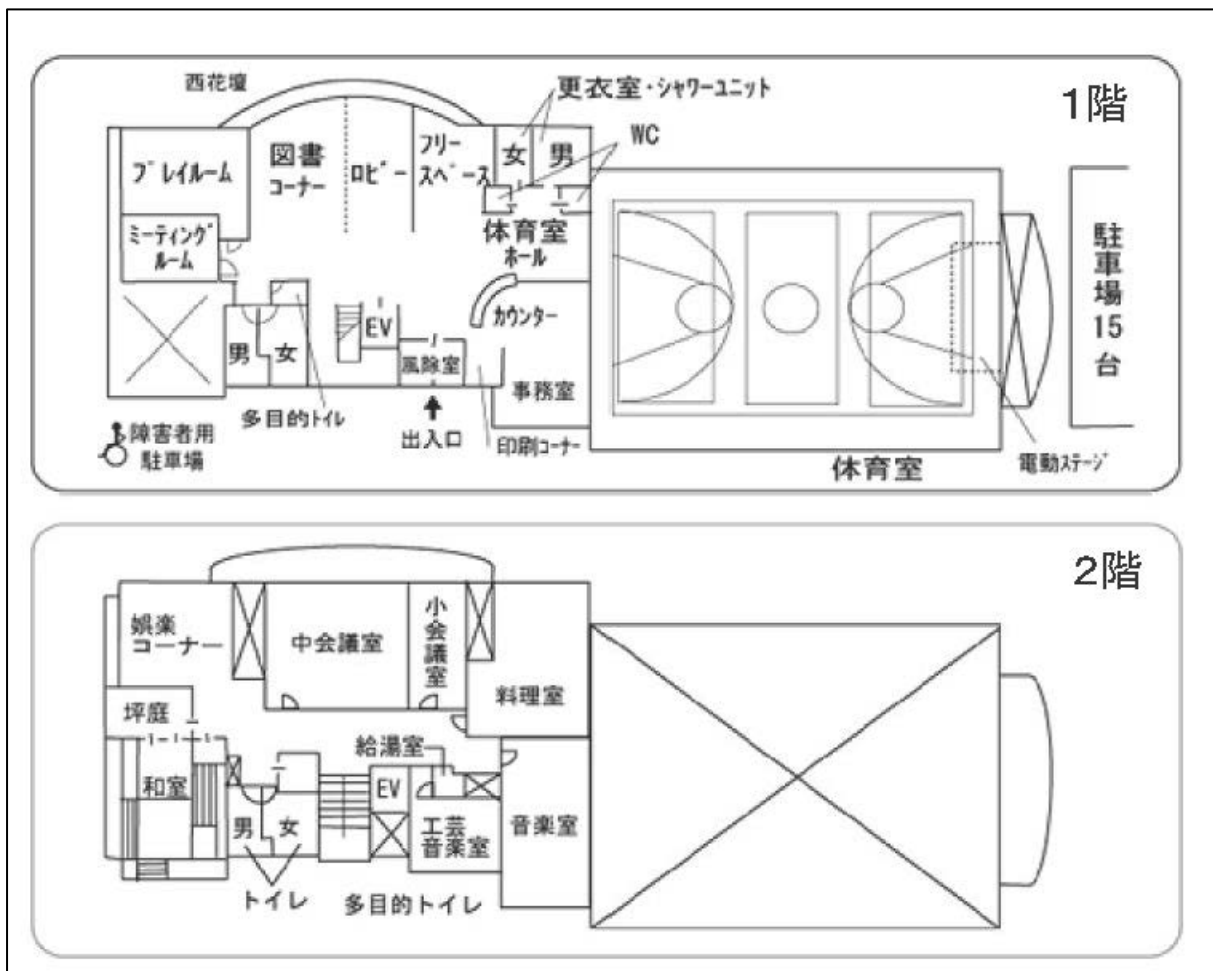 1階
西花壇
更衣室・シャワーユニット
WC
プレイルーム
図書
コーナー
ロビー
フリー
スペース
女
男
ミーティング
ルーム
体育室
ホール
カウンター
EV
風除室
男
女
事務室
多目的トイレ
出入口
印刷コーナー
障害者用
駐車場
体育室
電動ステージ
駐車場15台
2階
娯楽
コーナー
中会議室
小会議室
料理室
坪庭
給湯室
和室
EV
男
女
工芸
音楽室
音楽室
トイレ
多目的トイレ